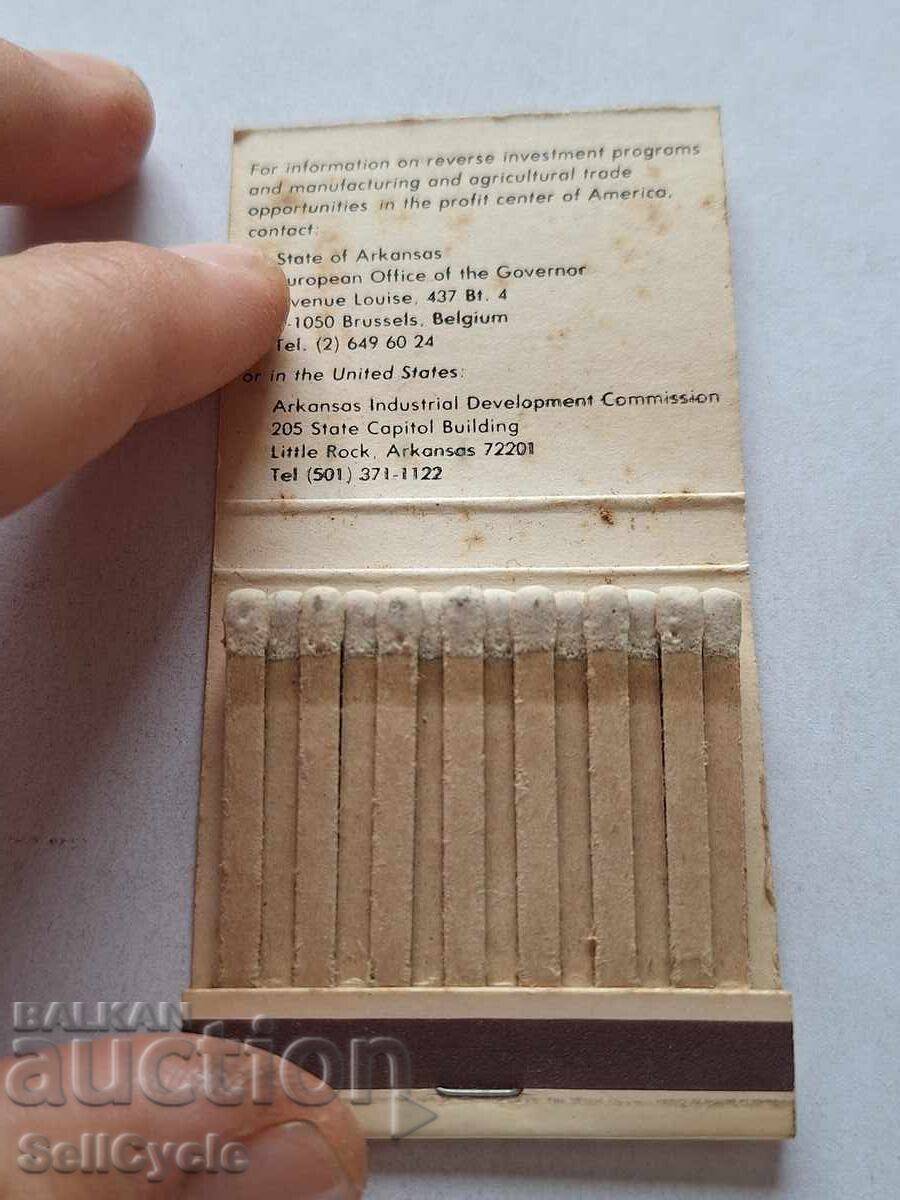 For information on reverse investment programs
and manufacturing and agricultural trade
opportunities in the profit center of America,
contact:
State of Arkansas
uropean Office of the Governor
venue Louise, 437 Bt. 4
-1050 Brussels, Belgium
Tel. (2) 649 60 24
or in the United States:
Arkansas Industrial Development Commission
205 State Capitol Building
Little Rock, Arkansas 72201
Tel (501) 371-1122
BALKAN
auction
SellCycle